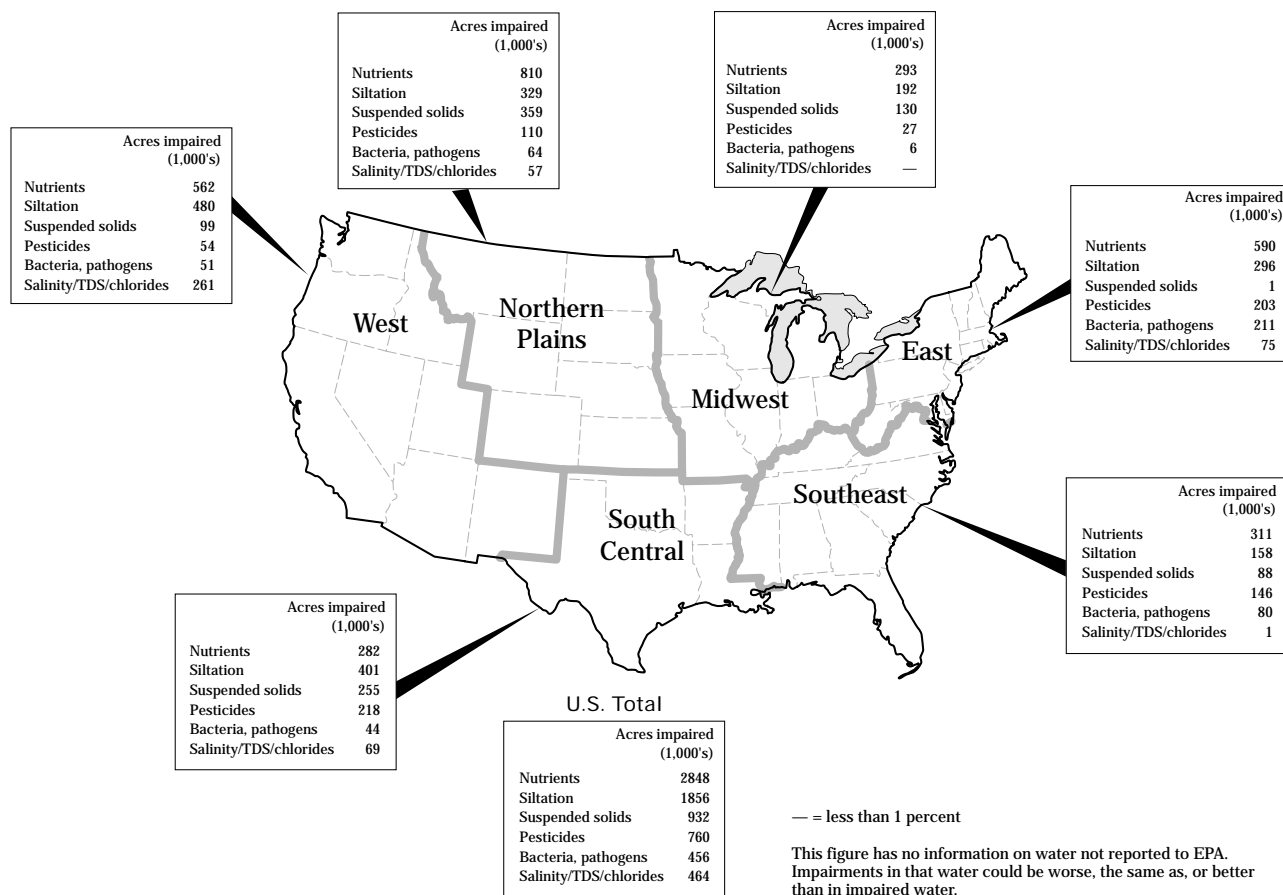 Acres impaired
(1,000's)
Nutrients 810
Siltation 329
Suspended solids 359
Pesticides 110
Bacteria, pathogens 64
Salinity/TDS/chlorides 57
Acres impaired
(1,000's)
Nutrients 293
Siltation 192
Suspended solids 130
Pesticides 27
Bacteria, pathogens 6
Salinity/TDS/chlorides —
Acres impaired
(1,000's)
Nutrients 562
Siltation 480
Suspended solids 99
Pesticides 54
Bacteria, pathogens 51
Salinity/TDS/chlorides 261
Acres impaired
(1,000's)
Nutrients 590
Siltation 296
Suspended solids 1
Pesticides 203
Bacteria, pathogens 211
Salinity/TDS/chlorides 75
West
Northern
Plains
Midwest
East
South
Central
Southeast
Acres impaired
(1,000's)
Nutrients 311
Siltation 158
Suspended solids 88
Pesticides 146
Bacteria, pathogens 80
Salinity/TDS/chlorides 1
Acres impaired
(1,000's)
Nutrients 282
Siltation 401
Suspended solids 255
Pesticides 218
Bacteria, pathogens 44
Salinity/TDS/chlorides 69
U.S. Total
Acres impaired
(1,000's)
Nutrients 2848
Siltation 1856
Suspended solids 932
Pesticides 760
Bacteria, pathogens 456
Salinity/TDS/chlorides 464
— = less than 1 percent
This figure has no information on water not reported to EPA.
Impairments in that water could be worse, the same as, or better
than in impaired water.